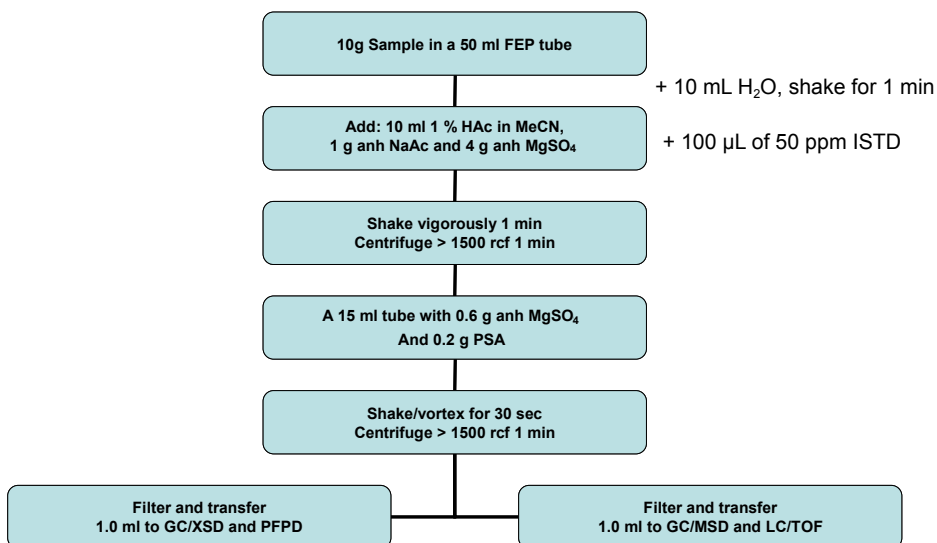 10g Sample in a 50 ml FEP tube
+ 10 mL H₂O, shake for 1 min
Add: 10 ml 1 % HAc in MeCN,
1 g anh NaAc and 4 g anh MgSO₄
+ 100 µL of 50 ppm ISTD
Shake vigorously 1 min
Centrifuge > 1500 rcf 1 min
A 15 ml tube with 0.6 g anh MgSO₄
And 0.2 g PSA
Shake/vortex for 30 sec
Centrifuge > 1500 rcf 1 min
Filter and transfer
1.0 ml to GC/XSD and PFPD
Filter and transfer
1.0 ml to GC/MSD and LC/TOF